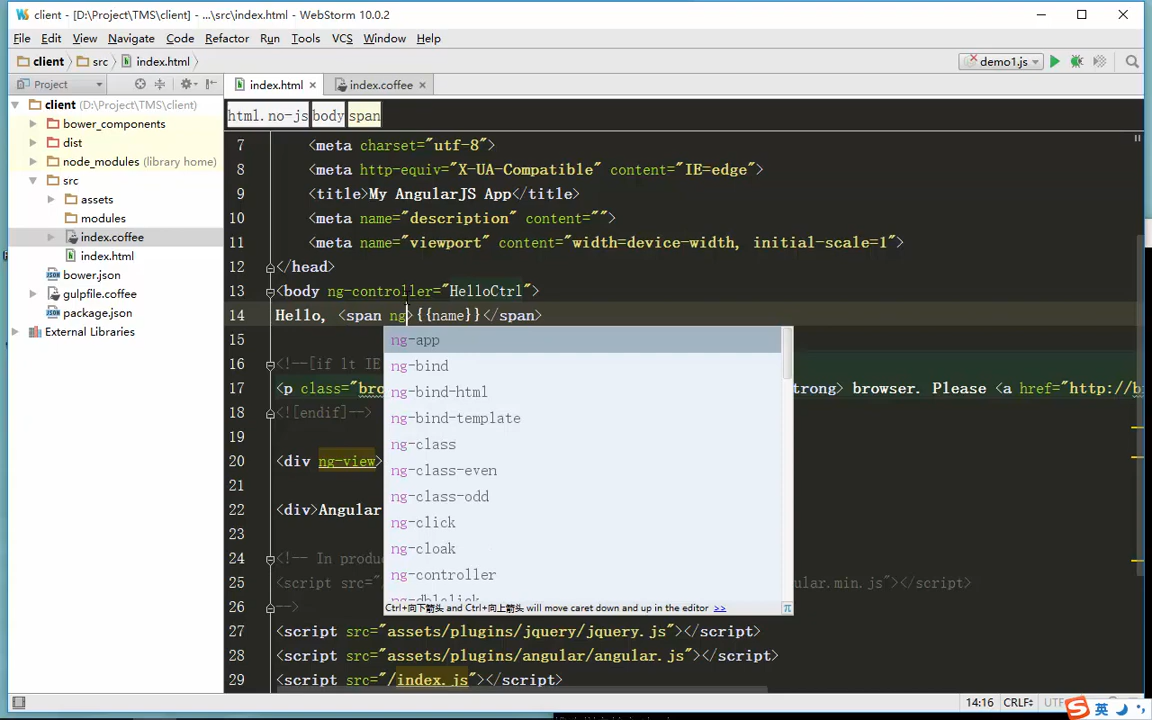 client - [D:\Project\TMS\client] - ...\src\index.html - WebStorm 10.0.2
File Edit View Navigate Code Refactor Run Tools VCS Window Help
client src index.html demo1.js
Project index.html index.coffee
client (D:\Project\TMS\client)
bower_components
dist
node_modules (library home)
src
assets
modules
index.coffee
index.html
bower.json
gulpfile.coffee
package.json
External Libraries
html.no-js body span
7 <meta charset="utf-8">
8 <meta http-equiv="X-UA-Compatible" content="IE=edge">
9 <title>My AngularJS App</title>
10 <meta name="description" content="">
11 <meta name="viewport" content="width=device-width, initial-scale=1">
12 </head>
13 <body ng-controller="HelloCtrl">
14 Hello, <span ng>{{name}}</span>
15
16 <!--[if lt IE
17 <p class="bro trong> browser. Please <a href="http://b
18 <![endif]-->
19
20 <div ng-view>
21
22 <div>Angular
23
24 <!-- In produc
25 <script src="/ gular.min.js"></script>
26 -->
27 <script src="assets/plugins/jquery/jquery.js"></script>
28 <script src="assets/plugins/angular/angular.js"></script>
29 <script src="/index.js"></script>
ng-app
ng-bind
ng-bind-html
ng-bind-template
ng-class
ng-class-even
ng-class-odd
ng-click
ng-cloak
ng-controller
ng-dblclick
Ctrl+向下箭头 and Ctrl+向上箭头 will move caret down and up in the editor >> π
14:16 CRLF÷ UTF
英